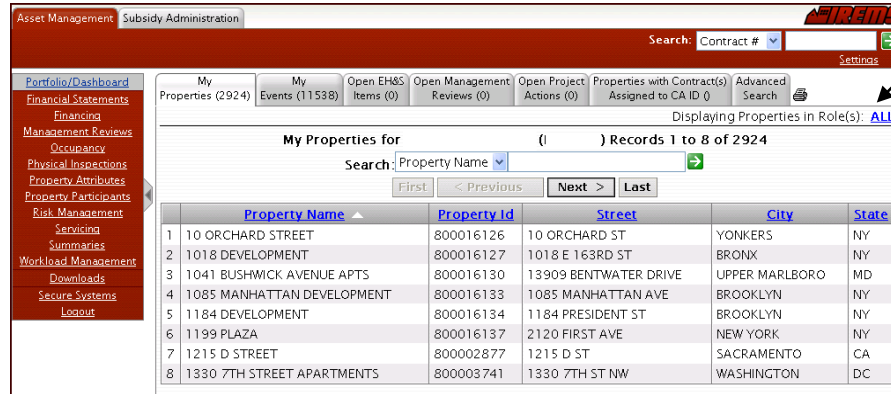 Asset Management Subsidy Administration
iREMS
Search: Contract #
Settings
Portfolio/Dashboard
Financial Statements
Financing
Management Reviews
Occupancy
Physical Inspections
Property Attributes
Property Participants
Risk Management
Servicing
Summaries
Workload Management
Downloads
Secure Systems
Logout
My Properties (2924)
My Events (11538)
Open EH&S Items (0)
Open Management Reviews (0)
Open Project Actions (0)
Properties with Contract(s) Assigned to CA ID ()
Advanced Search
Displaying Properties in Role(s): ALL
My Properties for ( ) Records 1 to 8 of 2924
Search: Property Name
First < Previous Next > Last
Property Name Property Id Street City State
1 10 ORCHARD STREET 800016126 10 ORCHARD ST YONKERS NY
2 1018 DEVELOPMENT 800016127 1018 E 163RD ST BRONX NY
3 1041 BUSHWICK AVENUE APTS 800016130 13909 BENTWATER DRIVE UPPER MARLBORO MD
4 1085 MANHATTAN DEVELOPMENT 800016133 1085 MANHATTAN AVE BROOKLYN NY
5 1184 DEVELOPMENT 800016134 1184 PRESIDENT ST BROOKLYN NY
6 1199 PLAZA 800016137 2120 FIRST AVE NEW YORK NY
7 1215 D STREET 800002877 1215 D ST SACRAMENTO CA
8 1330 7TH STREET APARTMENTS 800003741 1330 7TH ST NW WASHINGTON DC